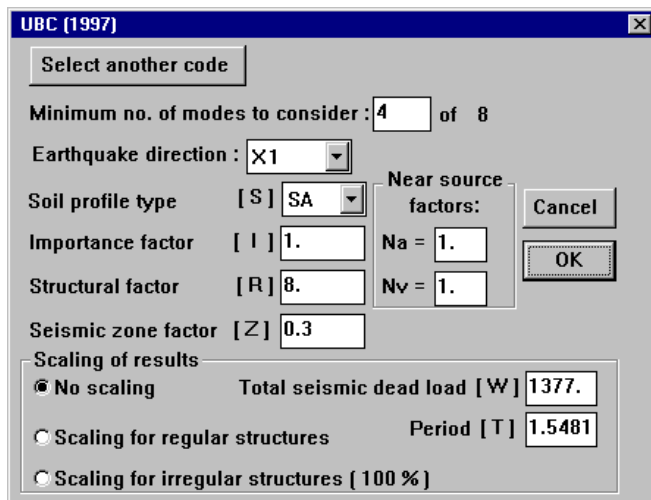 UBC (1997)
Select another code
Minimum no. of modes to consider : 4 of 8
Earthquake direction : X1
Soil profile type [ S ] SA
Near source factors:
Importance factor [ I ] 1.
Na = 1.
Structural factor [ R ] 8.
Nv = 1.
Seismic zone factor [ Z ] 0.3
Cancel
OK
Scaling of results
No scaling
Total seismic dead load [ W ] 1377.
Scaling for regular structures
Period [ T ] 1.5481
Scaling for irregular structures ( 100 % )